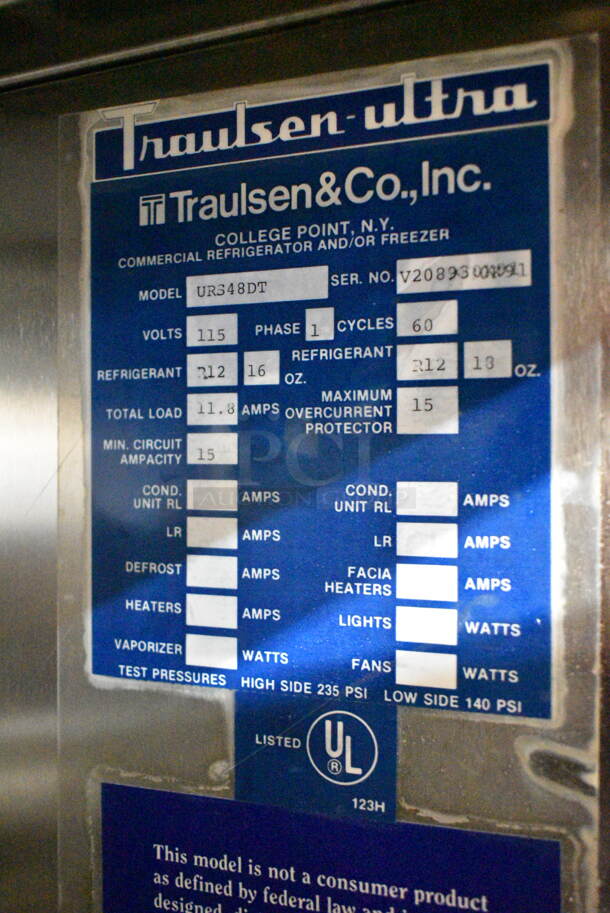 Traulsen-ultra
Traulsen&Co.,Inc.
COLLEGE POINT, N.Y.
COMMERCIAL REFRIGERATOR AND/OR FREEZER
MODEL URS48DT SER. NO.
VOLTS 115 PHASE 1 CYCLES 60
REFRIGERANT R12 16 OZ. REFRIGERANT R12 18 OZ.
TOTAL LOAD 11.8 AMPS MAXIMUM OVERCURRENT PROTECTOR 15
MIN. CIRCUIT AMPACITY 15
COND. UNIT RL AMPS COND. UNIT RL AMPS
LR AMPS LR AMPS
DEFROST AMPS FACIA HEATERS AMPS
HEATERS AMPS LIGHTS WATTS
VAPORIZER WATTS FANS WATTS
TEST PRESSURES HIGH SIDE 235 PSI LOW SIDE 140 PSI
LISTED UL ®
123H
This model is not a consumer product
as defined by federal law and
designed,